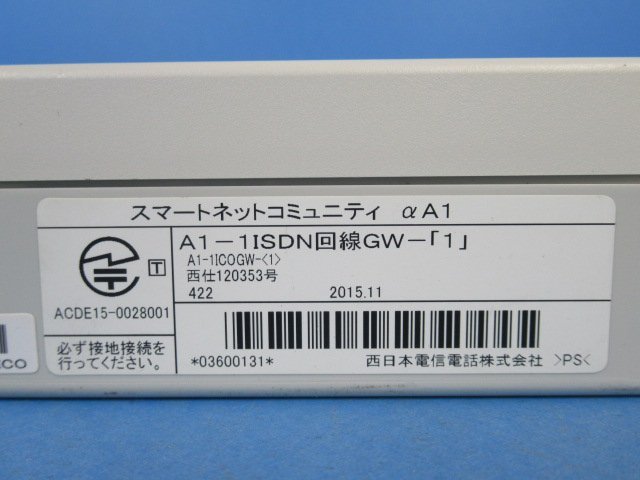 スマートネットコミュニティ αA1
A1-1ISDN回線GW-「1」
A1-1ICOGW-<1>
西仕120353号
422 2015.11
T
ACDE15-0028001
必ず接地接続を
行ってください。
*03600131* 西日本電信電話株式会社 >PS<
CO